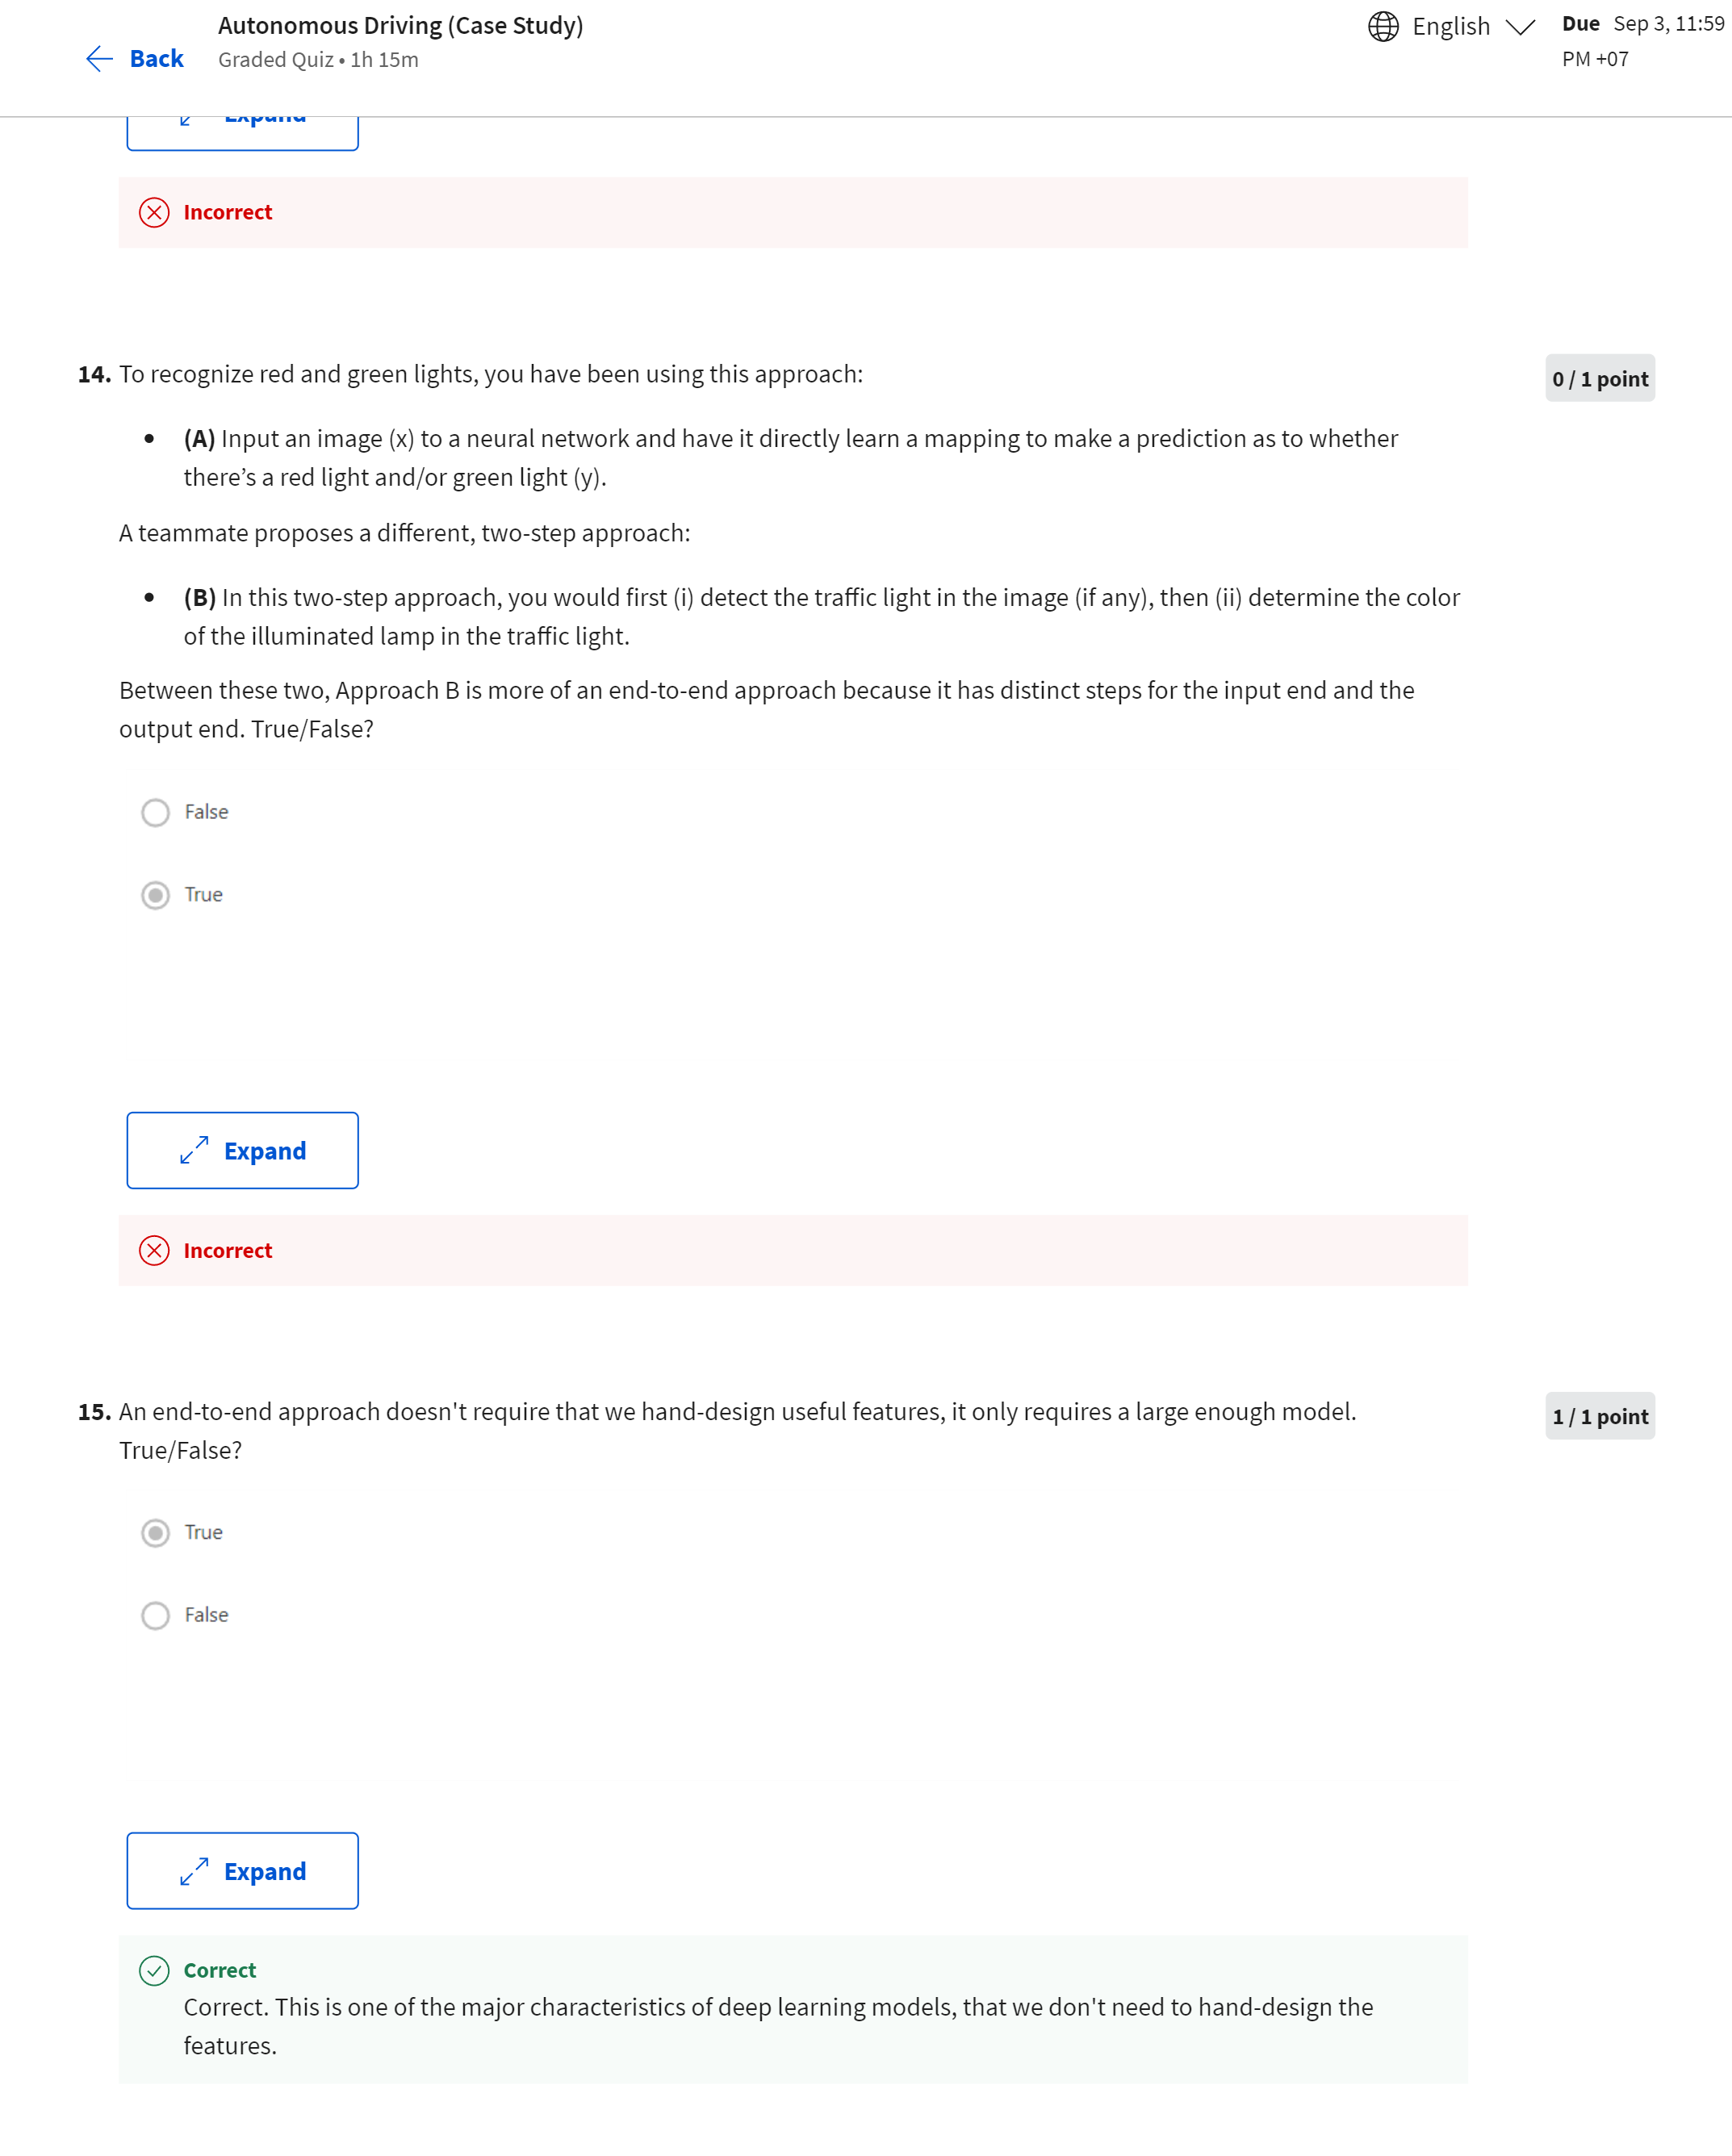 Autonomous Driving (Case Study)
Back
Graded Quiz • 1h 15m
English
Due Sep 3, 11:59
PM +07
Expand
Incorrect
14. To recognize red and green lights, you have been using this approach:
0 / 1 point
• (A) Input an image (x) to a neural network and have it directly learn a mapping to make a prediction as to whether
there’s a red light and/or green light (y).
A teammate proposes a different, two-step approach:
• (B) In this two-step approach, you would first (i) detect the traffic light in the image (if any), then (ii) determine the color
of the illuminated lamp in the traffic light.
Between these two, Approach B is more of an end-to-end approach because it has distinct steps for the input end and the
output end. True/False?
False
True
Expand
Incorrect
15. An end-to-end approach doesn't require that we hand-design useful features, it only requires a large enough model.
True/False?
1 / 1 point
True
False
Expand
Correct
Correct. This is one of the major characteristics of deep learning models, that we don't need to hand-design the
features.